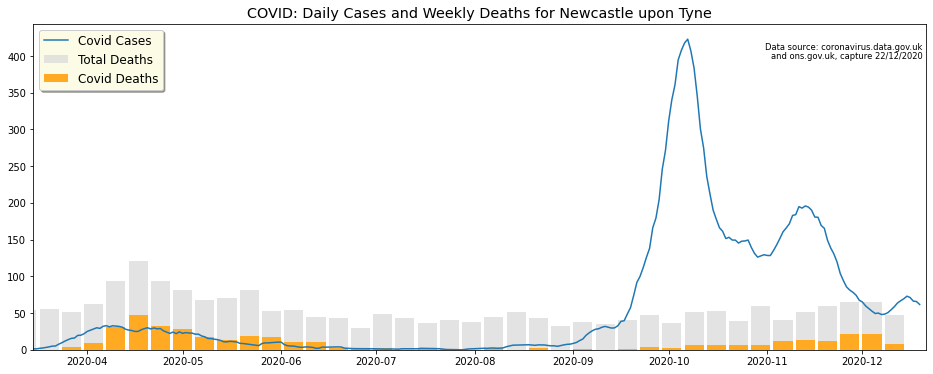 COVID: Daily Cases and Weekly Deaths for Newcastle upon Tyne
Covid Cases
Total Deaths
Covid Deaths
Data source: coronavirus.data.gov.uk
and ons.gov.uk, capture 22/12/2020
400
350
300
250
200
150
100
50
0
2020-04 2020-05 2020-06 2020-07 2020-08 2020-09 2020-10 2020-11 2020-12